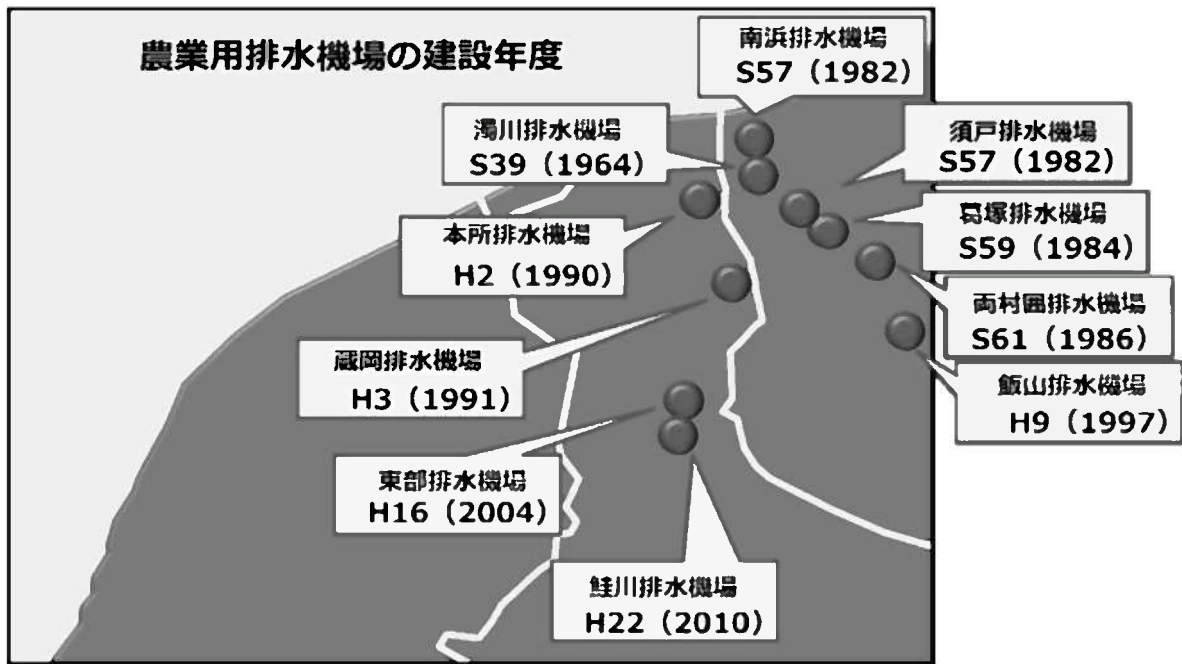 農業用排水機場の建設年度
南浜排水機場
S57（1982）
濁川排水機場
S39（1964）
須戸排水機場
S57（1982）
本所排水機場
H2（1990）
葛塚排水機場
S59（1984）
両村囲排水機場
S61（1986）
蔵岡排水機場
H3（1991）
飯山排水機場
H9（1997）
東部排水機場
H16（2004）
鮭川排水機場
H22（2010）